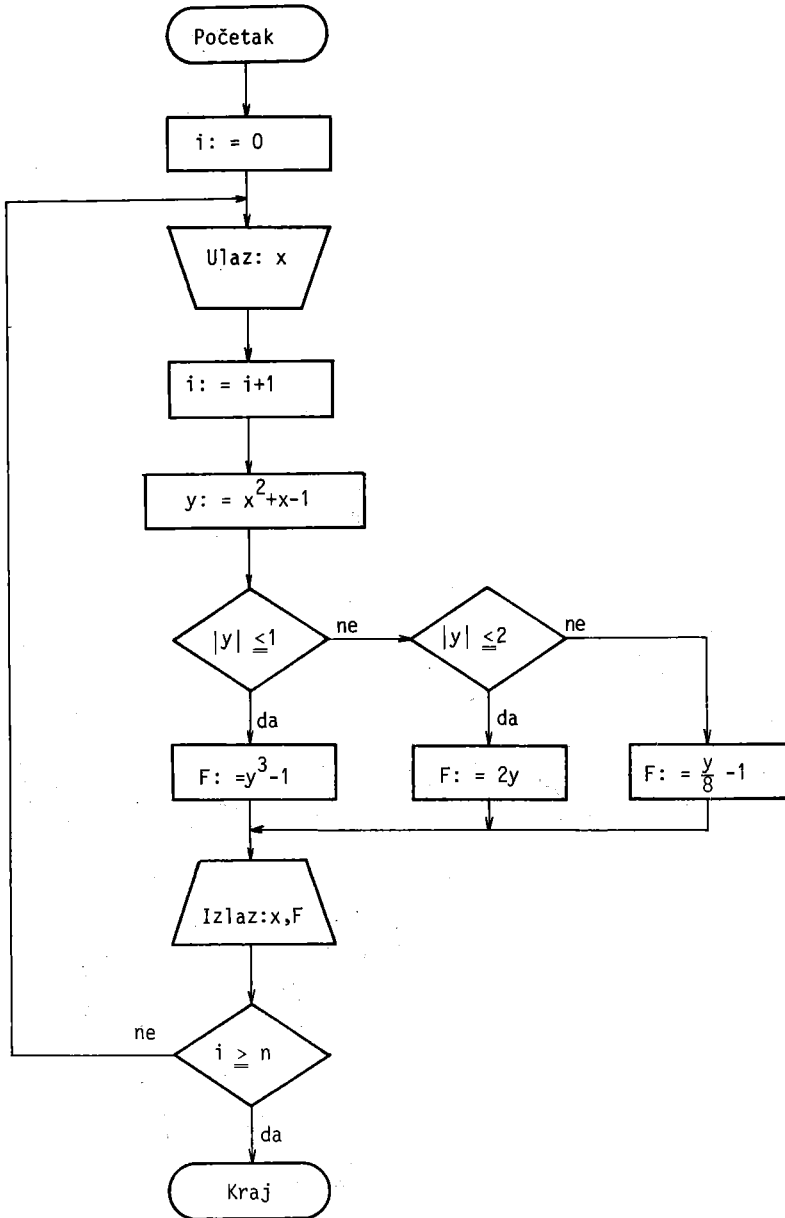 Početak
i: = 0
Ulaz: x
i: = i+1
y: = x²+x-1
|y| ≤1
ne
|y| ≤2
ne
da
da
F: =y³-1
F: = 2y
F: = y/8 -1
Izlaz:x,F
ne
i ≥ n
da
Kraj